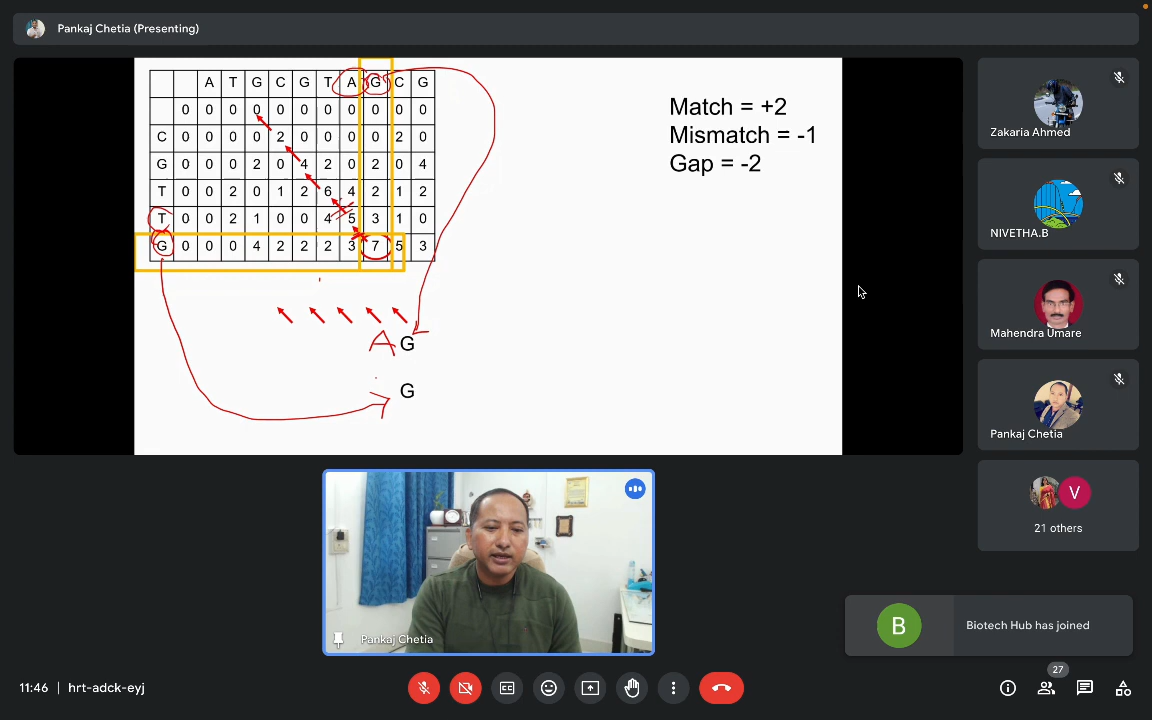 Pankaj Chetia (Presenting)
A T G C G T A G C G
0 0 0 0 0 0 0 0 0 0 0
C 0 0 0 0 2 0 0 0 0 2 0
G 0 0 0 2 0 4 2 0 2 0 4
T 0 0 2 0 1 2 6 4 2 1 2
T 0 0 2 1 0 0 4 5 3 1 0
G 0 0 0 4 2 2 2 3 7 5 3
A G
G
Match = +2
Mismatch = -1
Gap = -2
Zakaria Ahmed
NIVETHA.B
Mahendra Umare
Pankaj Chetia
V
21 others
Pankaj Chetia
B
Biotech Hub has joined
11:46 | hrt-adck-eyj
CC
27